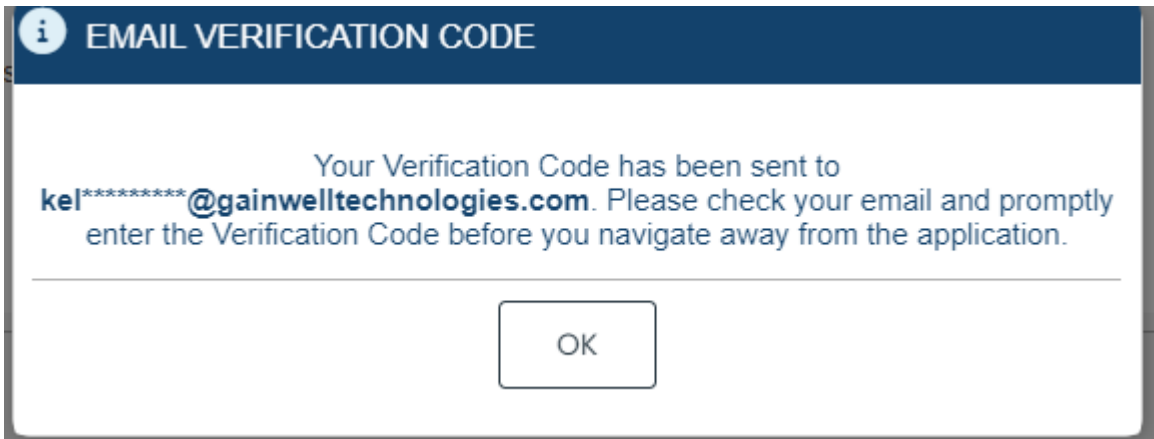 EMAIL VERIFICATION CODE
Your Verification Code has been sent to
kel*********@gainwelltechnologies.com. Please check your email and promptly
enter the Verification Code before you navigate away from the application.
OK